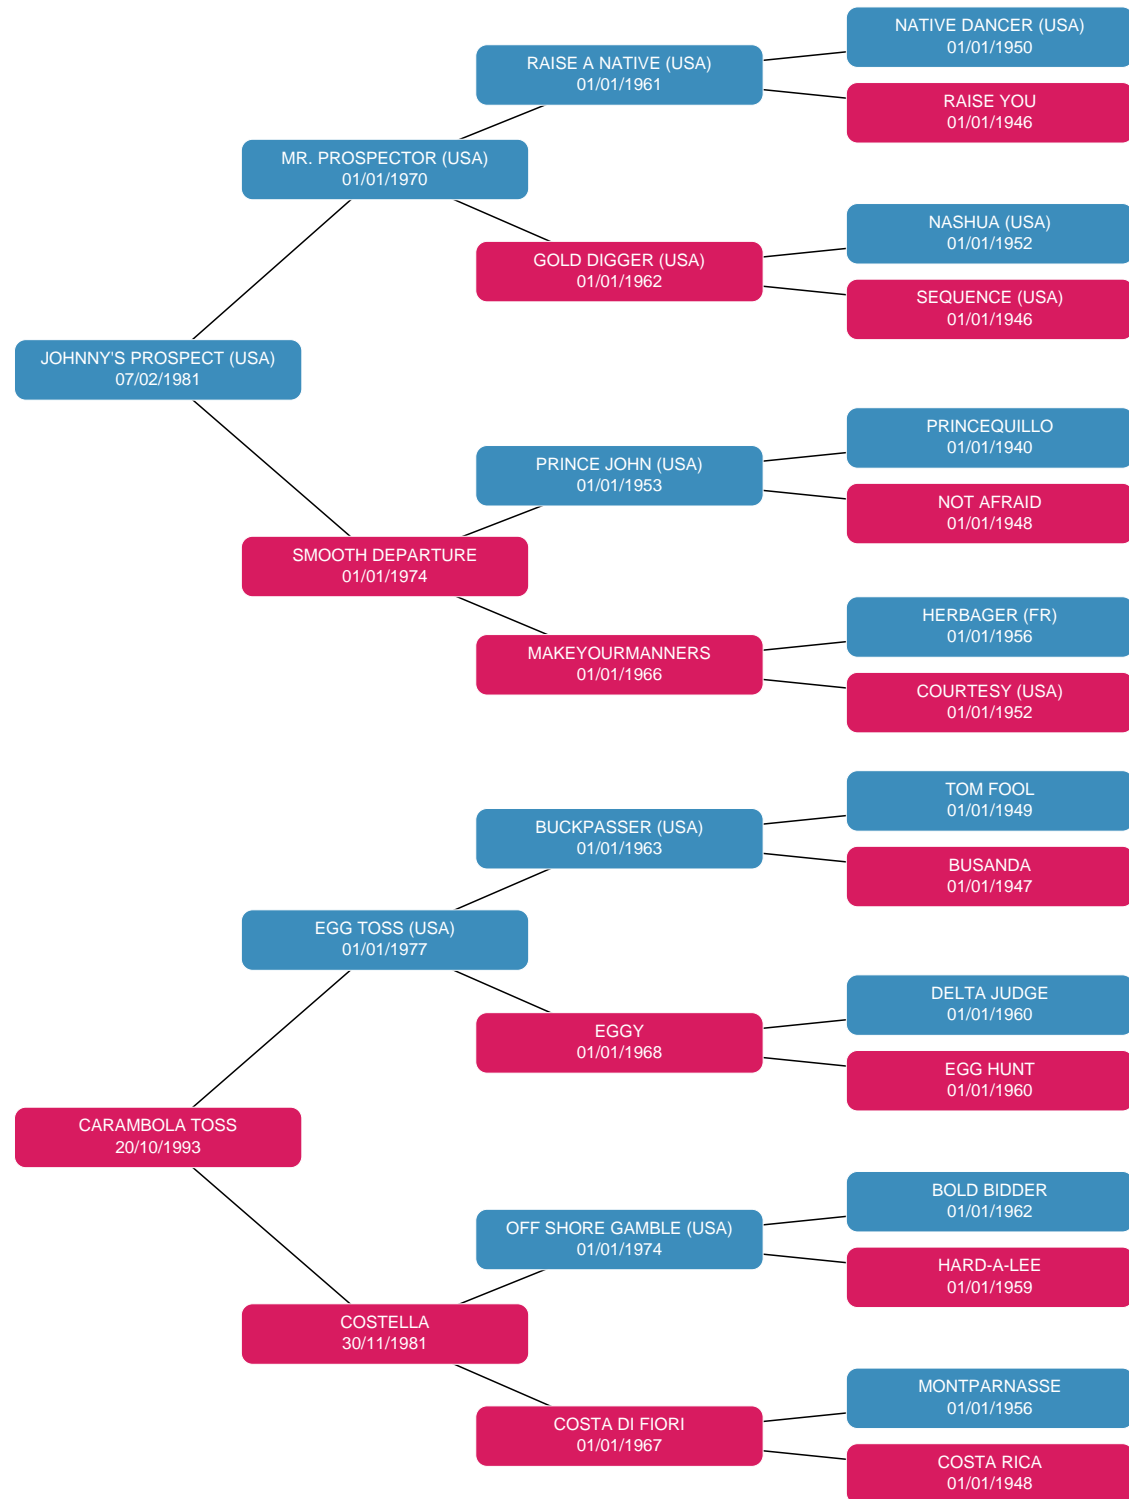 NATIVE DANCER (USA)
01/01/1950
RAISE A NATIVE (USA)
01/01/1961
RAISE YOU
01/01/1946
MR. PROSPECTOR (USA)
01/01/1970
NASHUA (USA)
01/01/1952
GOLD DIGGER (USA)
01/01/1962
SEQUENCE (USA)
01/01/1946
JOHNNY'S PROSPECT (USA)
07/02/1981
PRINCEQUILLO
01/01/1940
PRINCE JOHN (USA)
01/01/1953
NOT AFRAID
01/01/1948
SMOOTH DEPARTURE
01/01/1974
HERBAGER (FR)
01/01/1956
MAKEYOURMANNERS
01/01/1966
COURTESY (USA)
01/01/1952
TOM FOOL
01/01/1949
BUCKPASSER (USA)
01/01/1963
BUSANDA
01/01/1947
EGG TOSS (USA)
01/01/1977
DELTA JUDGE
01/01/1960
EGGY
01/01/1968
EGG HUNT
01/01/1960
CARAMBOLA TOSS
20/10/1993
BOLD BIDDER
01/01/1962
OFF SHORE GAMBLE (USA)
01/01/1974
HARD-A-LEE
01/01/1959
COSTELLA
30/11/1981
MONTPARNASSE
01/01/1956
COSTA DI FIORI
01/01/1967
COSTA RICA
01/01/1948